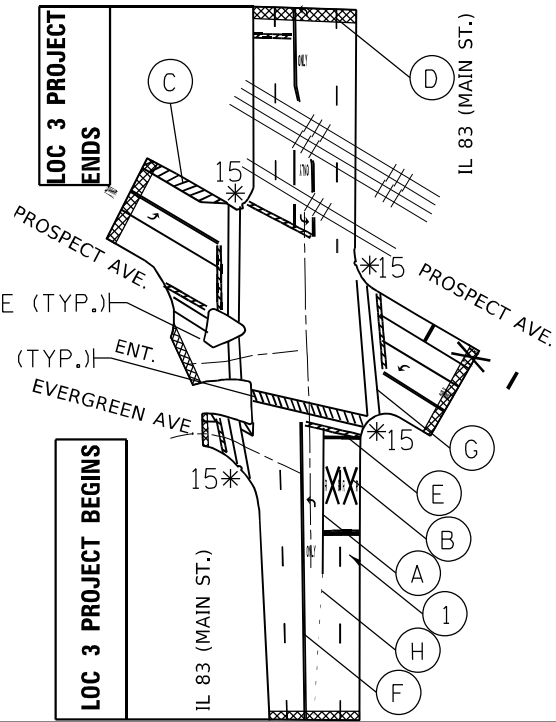 LOC 3 PROJECT
ENDS
C
D
IL 83 (MAIN ST.)
ONLY
ONLY
15
PROSPECT AVE.
15
PROSPECT AVE.
E (TYP.)
(TYP.)
ENT.
EVERGREEN AVE.
15
15
G
E
B
A
1
H
F
ONLY
LOC 3 PROJECT BEGINS
IL 83 (MAIN ST.)